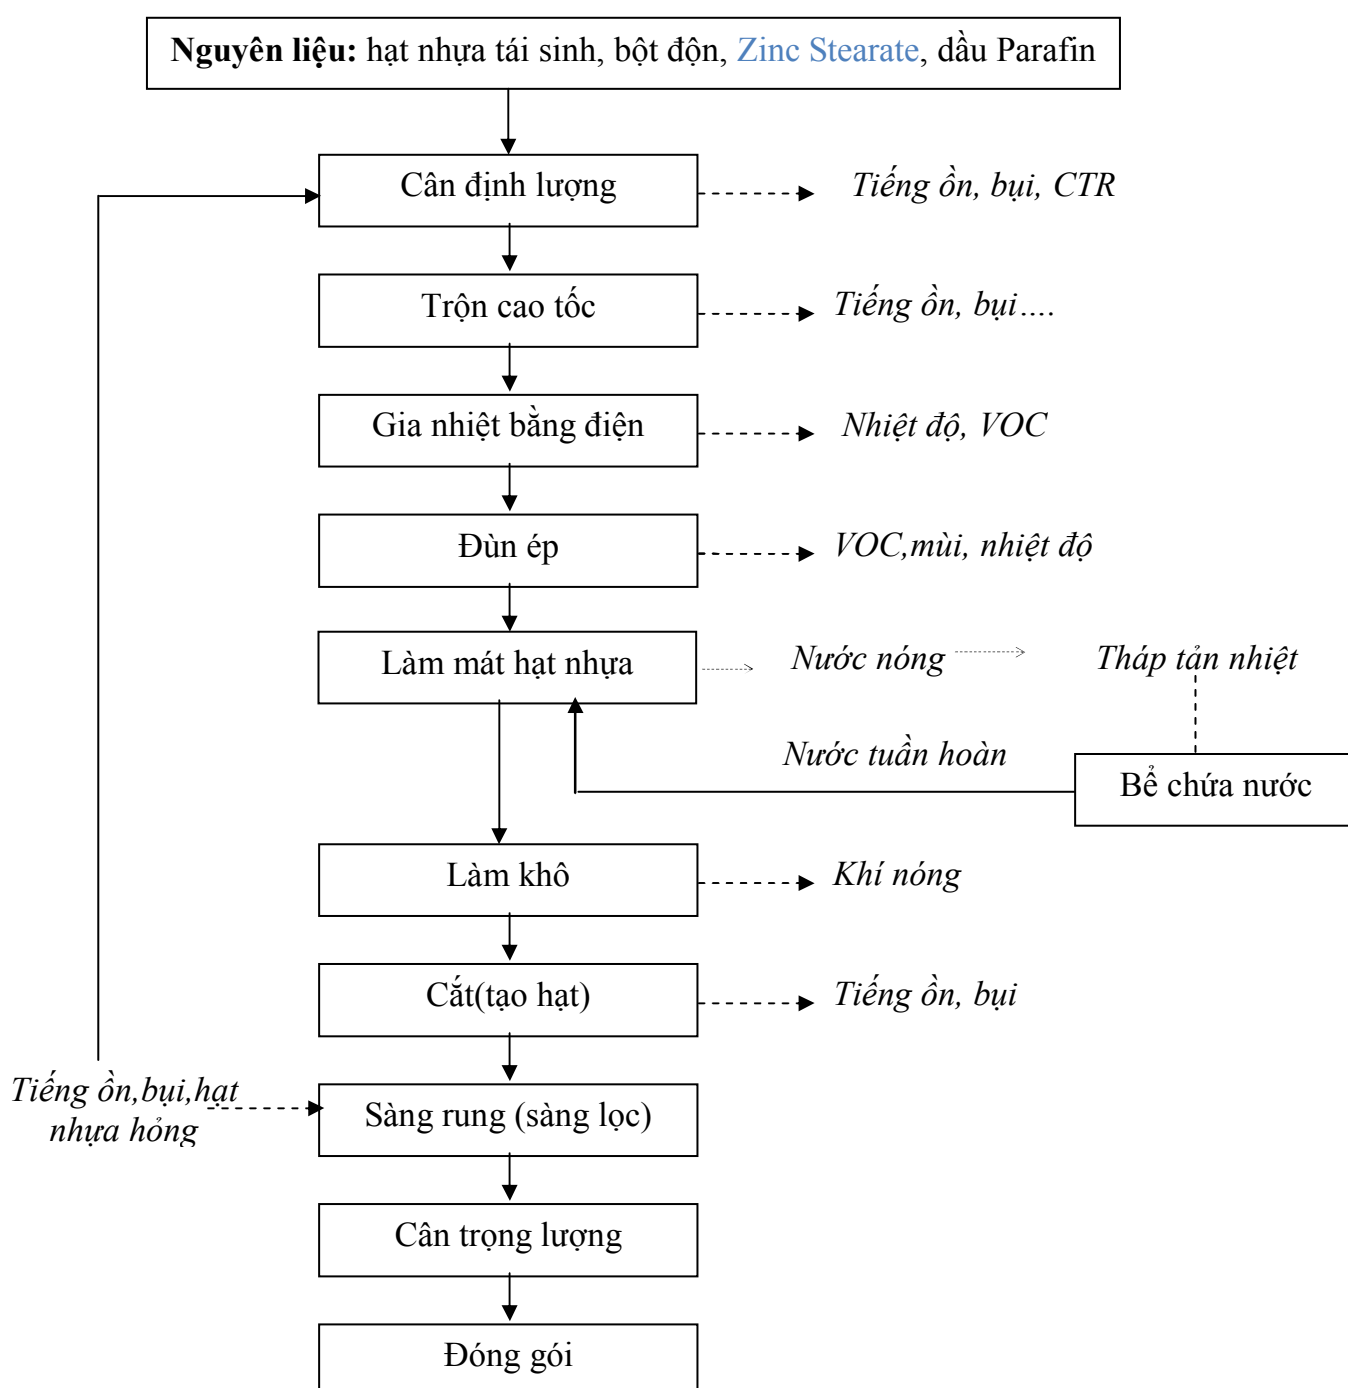 Nguyên liệu: hạt nhựa tái sinh, bột độn, Zinc Stearate, dầu Parafin
Cân định lượng
Tiếng ồn, bụi, CTR
Trộn cao tốc
Tiếng ồn, bụi….
Gia nhiệt bằng điện
Nhiệt độ, VOC
Đùn ép
VOC,mùi, nhiệt độ
Làm mát hạt nhựa
Nước nóng
Tháp tản nhiệt
Nước tuần hoàn
Bể chứa nước
Làm khô
Khí nóng
Cắt(tạo hạt)
Tiếng ồn, bụi
Tiếng ồn,bụi,hạt
nhựa hỏng
Sàng rung (sàng lọc)
Cân trọng lượng
Đóng gói